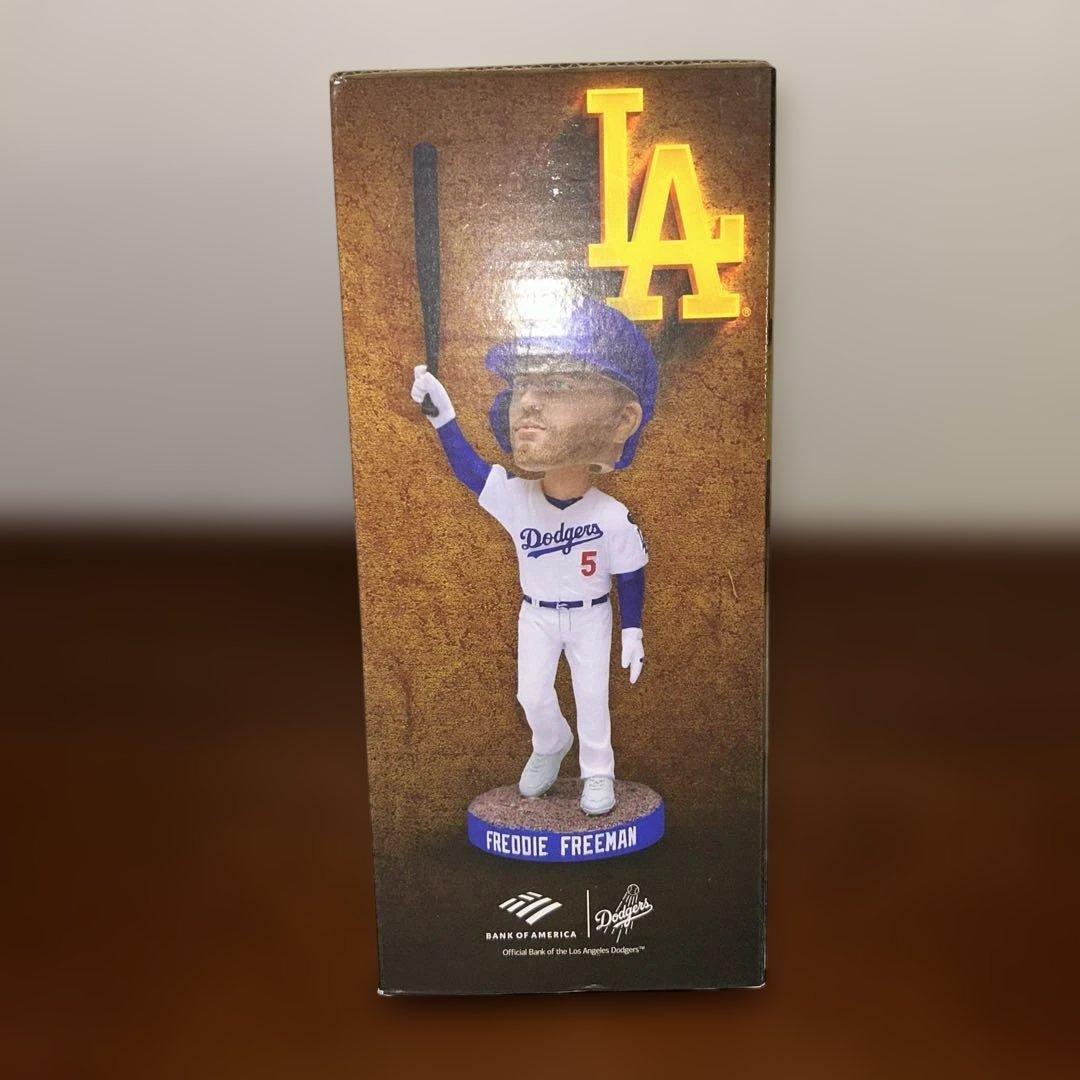 LA®
Dodgers
5
FREDDIE FREEMAN
BANK OF AMERICA
Dodgers
Official Bank of the Los Angeles Dodgers™